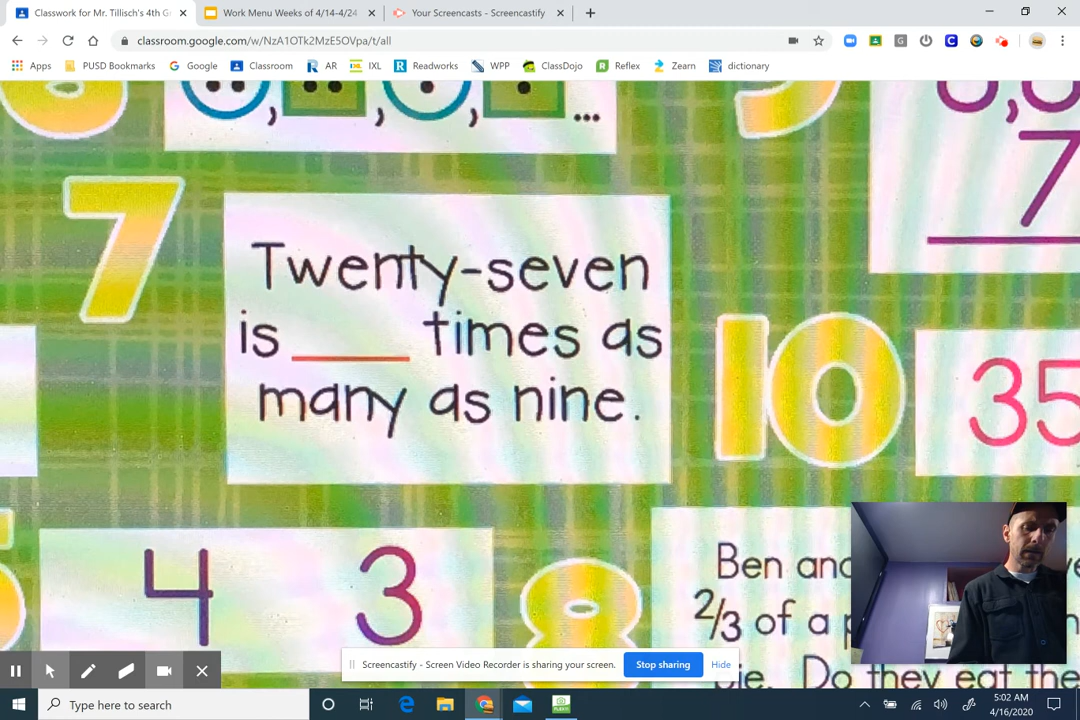 Classwork for Mr. Tillisch's 4th G
Work Menu Weeks of 4/14-4/24
Your Screencasts - Screencastify
classroom.google.com/w/NzA1OTk2MzE5OVpa/t/all
Apps
PUSD Bookmarks
Google
Classroom
AR
IXL
Readworks
WPP
ClassDojo
Reflex
Zearn
dictionary
7
7
Twenty-seven
is ____ times as
many as nine.
10
35
4 3
8
Ben and
2/3 of a
pie. Do they eat the
Screencastify - Screen Video Recorder is sharing your screen.
Stop sharing
Hide
Type here to search
5:02 AM
4/16/2020